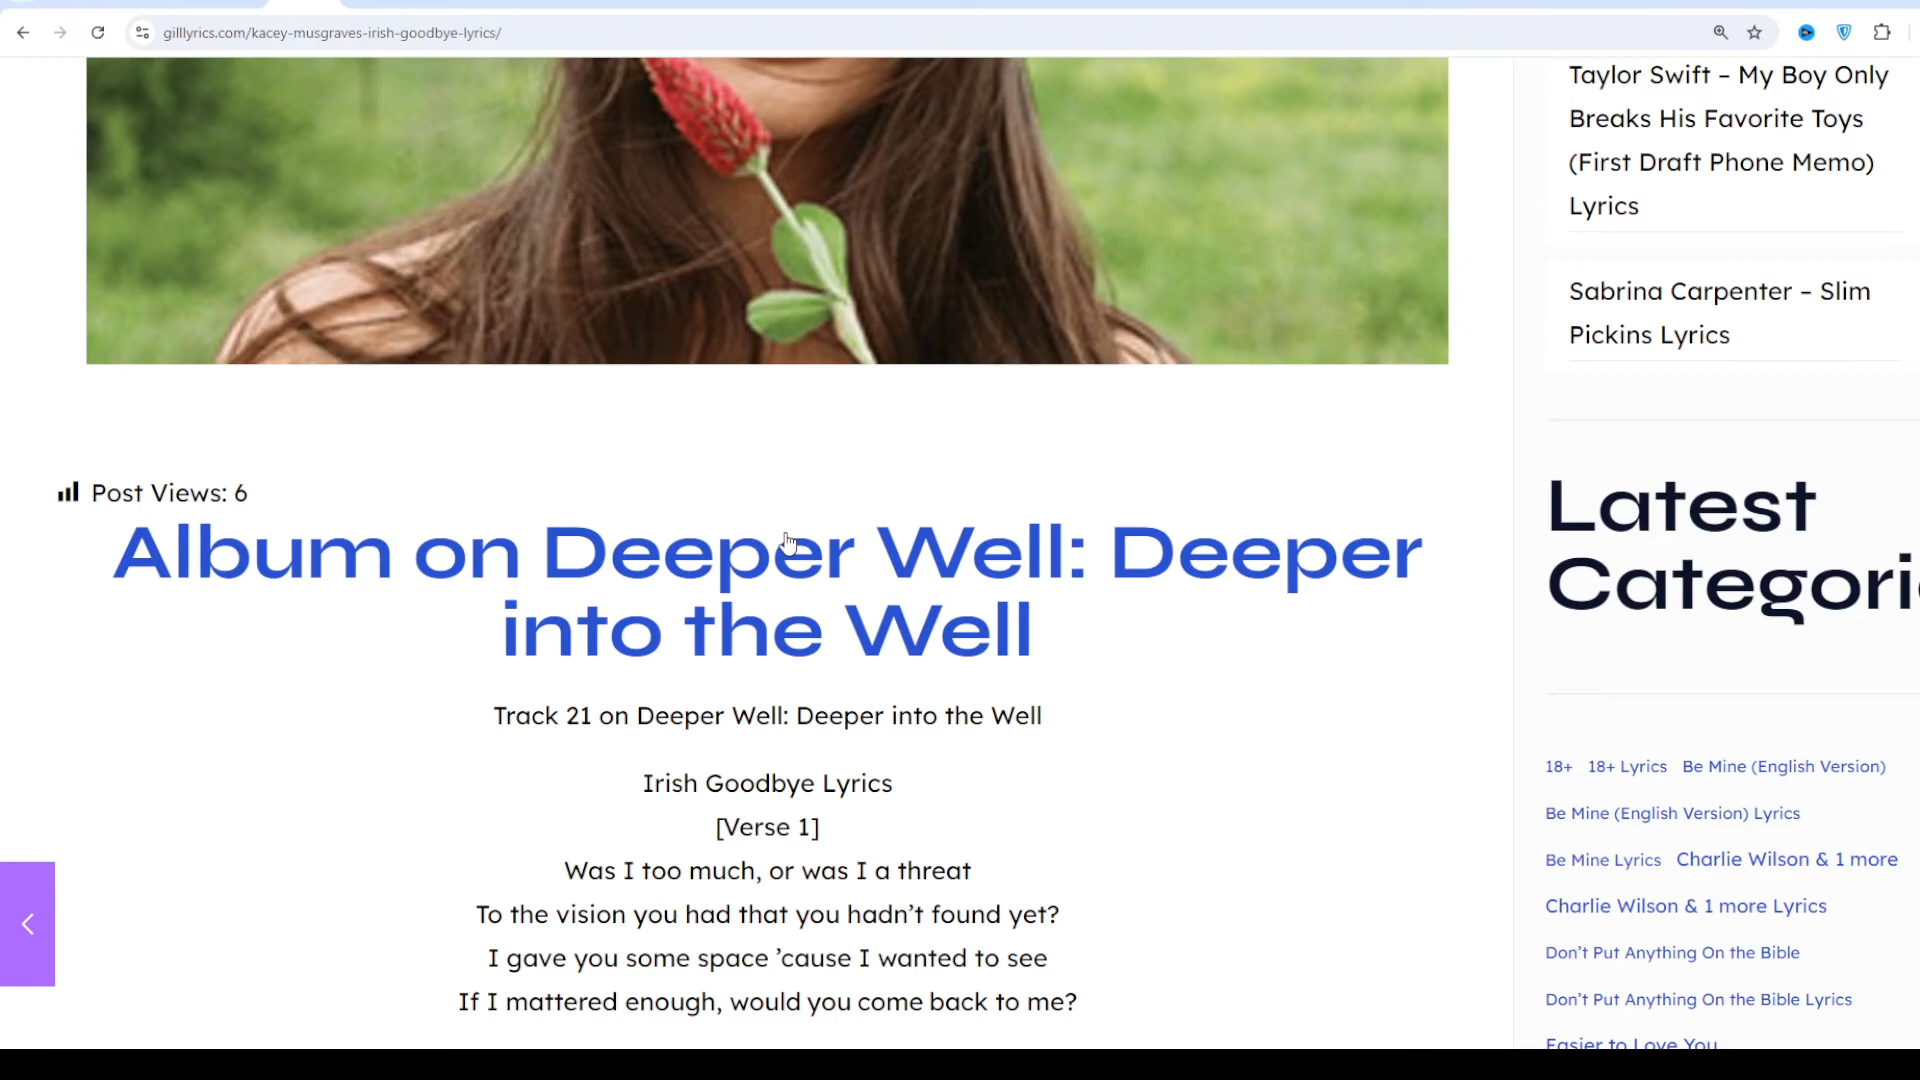 gilllyrics.com/kacey-musgraves-irish-goodbye-lyrics/
Post Views: 6
Album on Deeper Well: Deeper
into the Well
Track 21 on Deeper Well: Deeper into the Well
Irish Goodbye Lyrics
[Verse 1]
Was I too much, or was I a threat
To the vision you had that you hadn’t found yet?
I gave you some space ’cause I wanted to see
If I mattered enough, would you come back to me?
Taylor Swift – My Boy Only
Breaks His Favorite Toys
(First Draft Phone Memo)
Lyrics
Sabrina Carpenter – Slim
Pickins Lyrics
Latest
Categori
18+ 18+ Lyrics Be Mine (English Version)
Be Mine (English Version) Lyrics
Be Mine Lyrics Charlie Wilson & 1 more
Charlie Wilson & 1 more Lyrics
Don’t Put Anything On the Bible
Don’t Put Anything On the Bible Lyrics
Easier to Love You